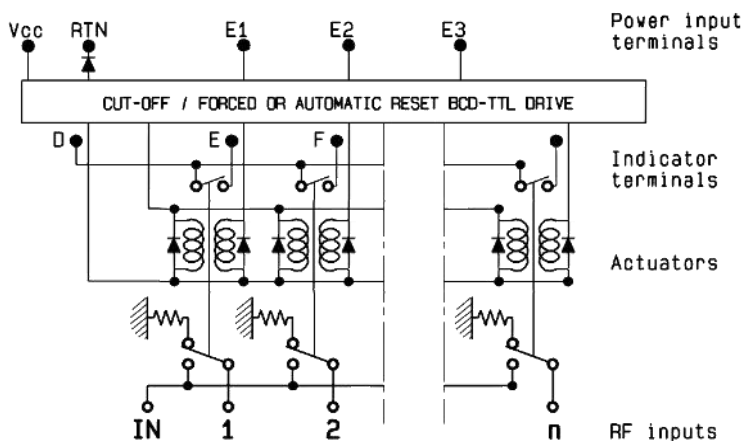 Vcc RTN E1 E2 E3 Power input
terminals
CUT-OFF / FORCED OR AUTOMATIC RESET BCD-TTL DRIVE
D E F
Indicator
terminals
Actuators
IN 1 2 n RF inputs